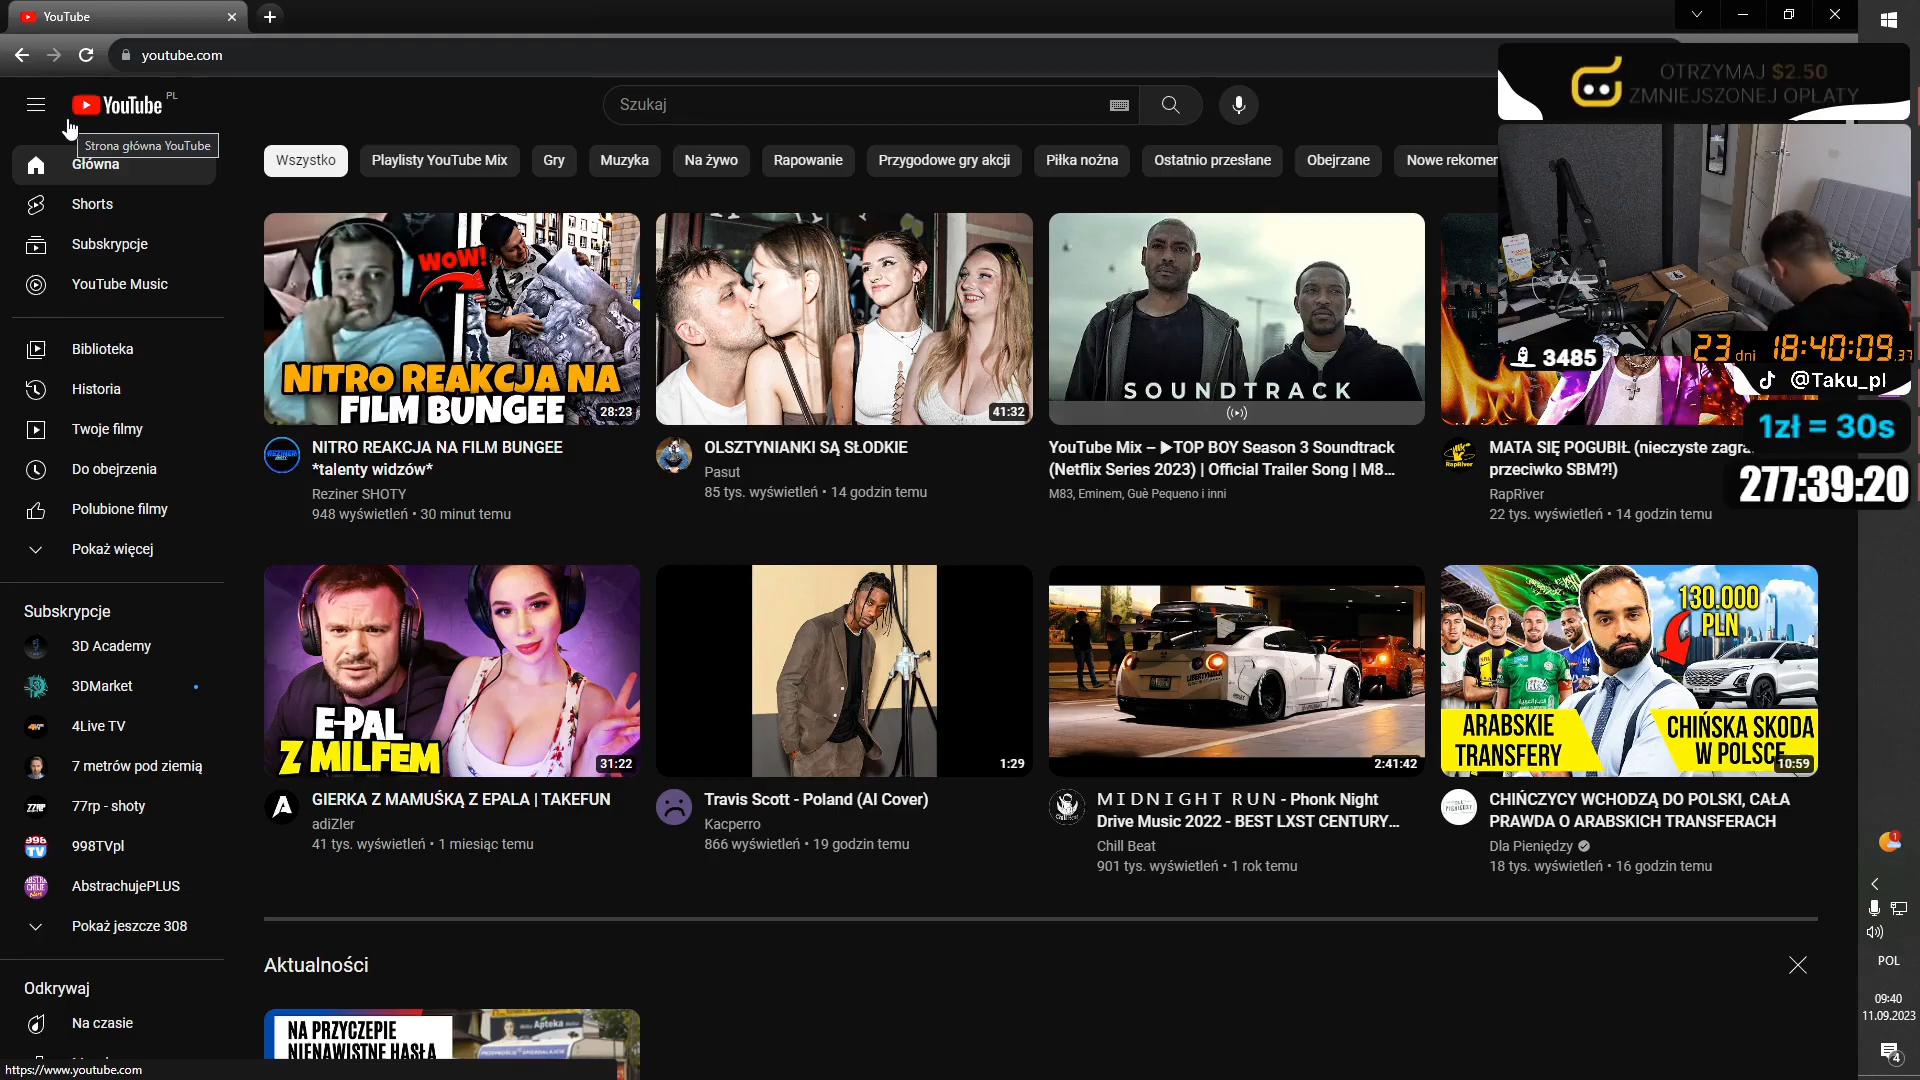 YouTube
youtube.com
YouTube PL
Szukaj
Strona główna YouTube
OTRZYMAJ $2.50
ZMNIEJSZONEJ OPŁATY
Główna
Shorts
Subskrypcje
YouTube Music
Biblioteka
Historia
Twoje filmy
Do obejrzenia
Polubione filmy
Pokaż więcej
Subskrypcje
3D Academy
3DMarket
4Live TV
7 metrów pod ziemią
77rp - shoty
998TVpl
AbstrachujePLUS
Pokaż jeszcze 308
Odkrywaj
Na czasie
https://www.youtube.com
Wszystko
Playlisty YouTube Mix
Gry
Muzyka
Na żywo
Rapowanie
Przygodowe gry akcji
Piłka nożna
Ostatnio przesłane
Obejrzane
Nowe rekomen
WOW!
NITRO REAKCJA NA
FILM BUNGEE
28:23
NITRO REAKCJA NA FILM BUNGEE
*talenty widzów*
Reziner SHOTY
948 wyświetleń • 30 minut temu
41:32
OLSZTYNIANKI SĄ SŁODKIE
Pasut
85 tys. wyświetleń • 14 godzin temu
SOUNDTRACK
YouTube Mix – ▶TOP BOY Season 3 Soundtrack
(Netflix Series 2023) | Official Trailer Song | M8...
M83, Eminem, Guè Pequeno i inni
3485
23 dni 18:40:09.37
@Taku_pl
1zł = 30s
277:39:20
MATA SIĘ POGUBIŁ (nieczyste zagra
przeciwko SBM?!)
RapRiver
22 tys. wyświetleń • 14 godzin temu
E-PAL
Z MILFEM
31:22
GIERKA Z MAMUŚKĄ Z EPALA | TAKEFUN
adiZler
41 tys. wyświetleń • 1 miesiąc temu
1:29
Travis Scott - Poland (AI Cover)
Kacperro
866 wyświetleń • 19 godzin temu
2:41:42
MIDNIGHT RUN - Phonk Night
Drive Music 2022 - BEST LXST CENTURY...
Chill Beat
901 tys. wyświetleń • 1 rok temu
130.000
PLN
ARABSKIE
TRANSFERY
CHIŃSKA SKODA
W POLSCE
10:59
CHIŃCZYCY WCHODZĄ DO POLSKI, CAŁA
PRAWDA O ARABSKICH TRANSFERACH
Dla Pieniędzy
18 tys. wyświetleń • 16 godzin temu
Aktualności
NA PRZYCZEPIE
NIENAWISTNE HASŁA
Apteka
1
POL
09:40
11.09.2023
4